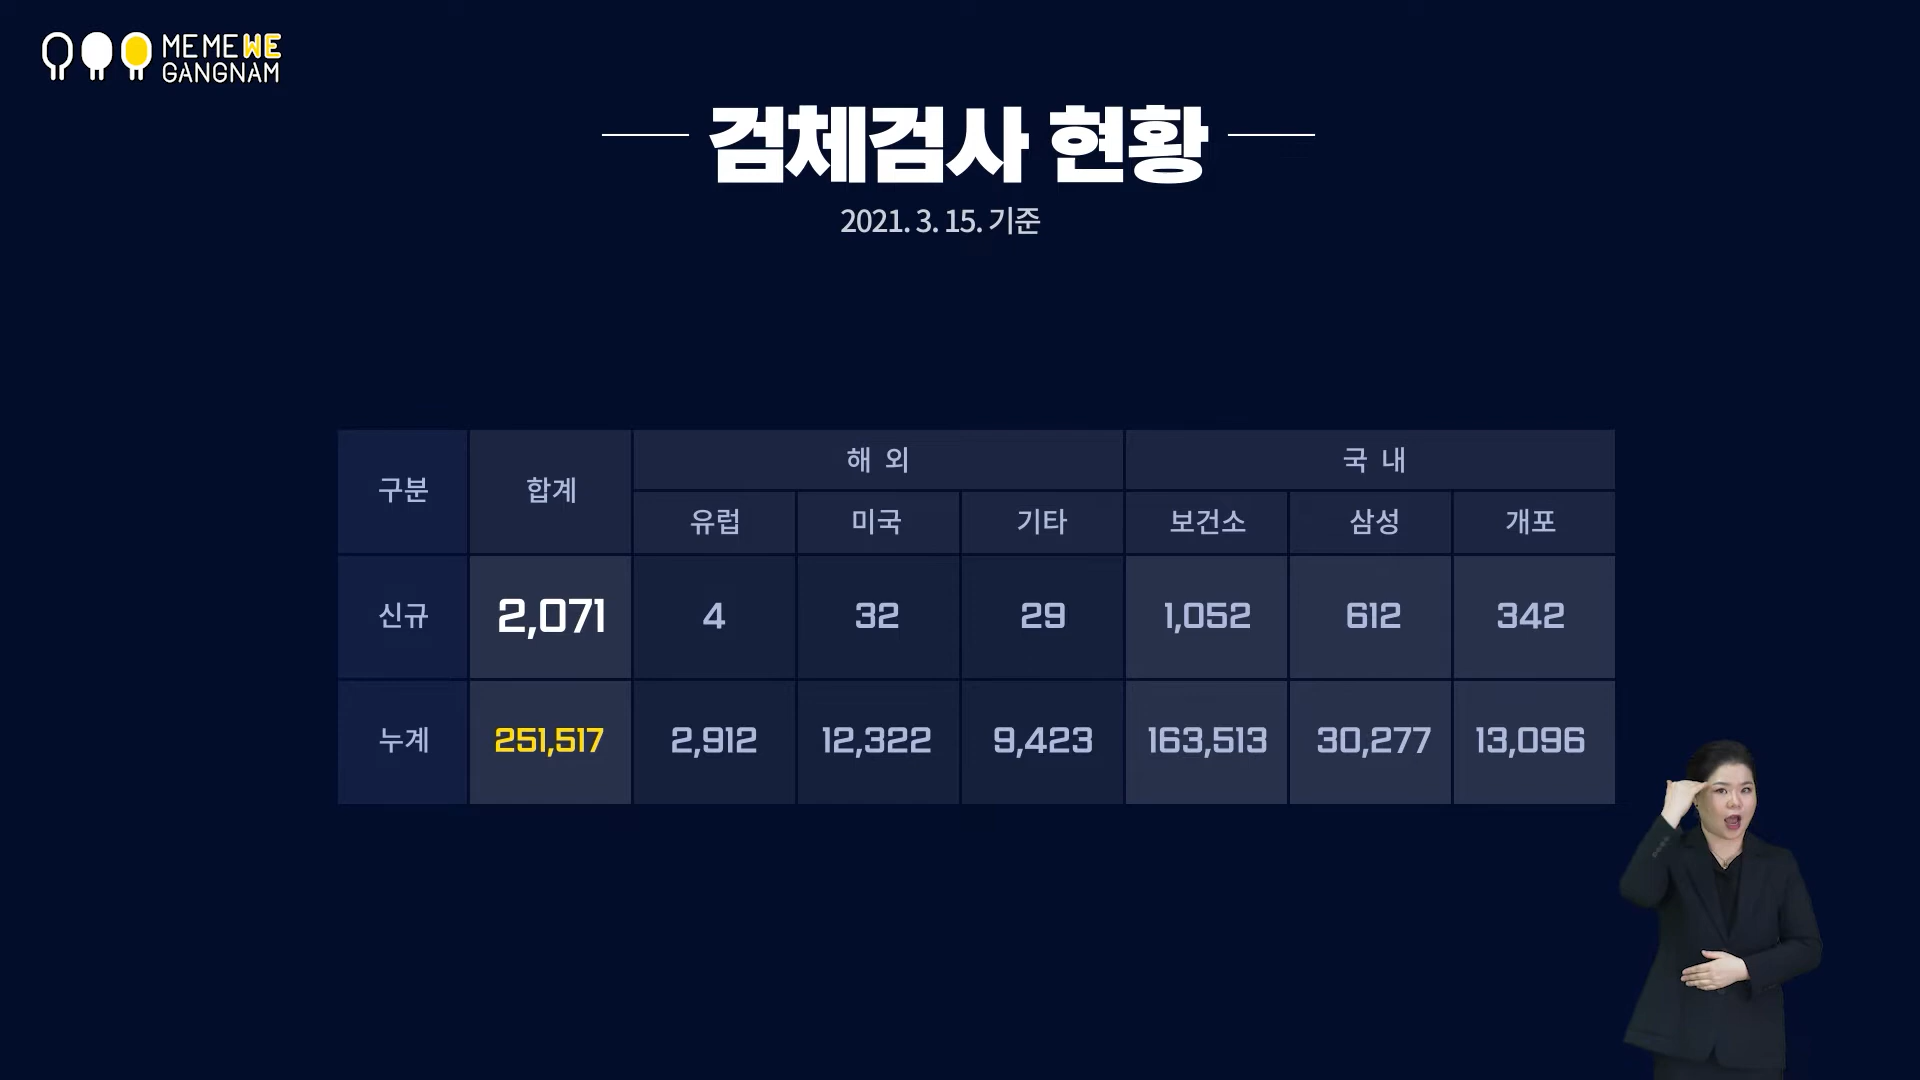 MEMEWE
GANGNAM
검체검사 현황
2021. 3. 15. 기준
구분 합계 해 외 국 내
유럽 미국 기타 보건소 삼성 개포
신규 2,071 4 32 29 1,052 612 342
누계 251,517 2,912 12,322 9,423 163,513 30,277 13,096